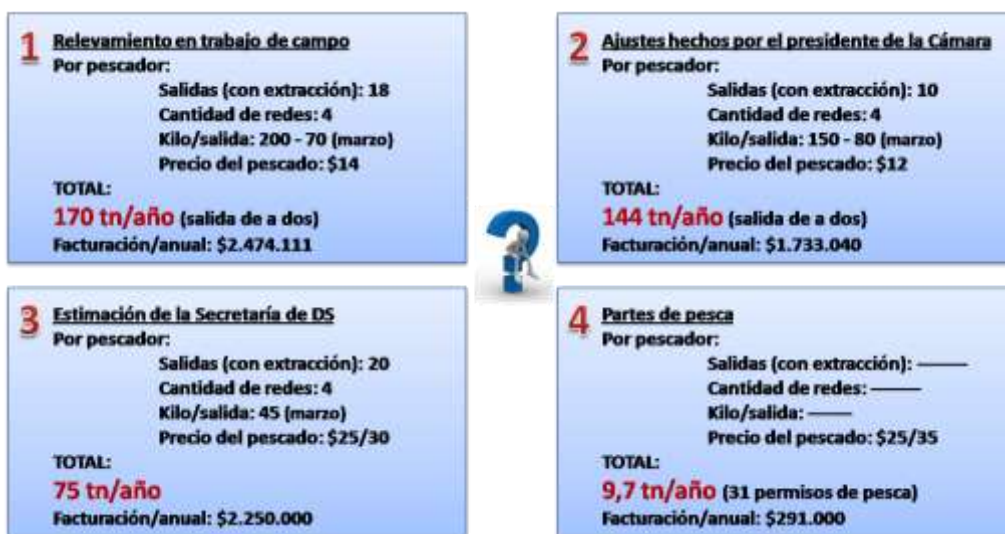 1 Relevamiento en trabajo de campo
Por pescador:
Salidas (con extracción): 18
Cantidad de redes: 4
Kilo/salida: 200 - 70 (marzo)
Precio del pescado: $14
TOTAL:
170 tn/año (salida de a dos)
Facturación/anual: $2.474.111
2 Ajustes hechos por el presidente de la Cámara
Por pescador:
Salidas (con extracción): 10
Cantidad de redes: 4
Kilo/salida: 150 - 80 (marzo)
Precio del pescado: $12
TOTAL:
144 tn/año (salida de a dos)
Facturación/anual: $1.733.040
?
3 Estimación de la Secretaría de DS
Por pescador:
Salidas (con extracción): 20
Cantidad de redes: 4
Kilo/salida: 45 (marzo)
Precio del pescado: $25/30
TOTAL:
75 tn/año
Facturación/anual: $2.250.000
4 Partes de pesca
Por pescador:
Salidas (con extracción): ——
Cantidad de redes: ——
Kilo/salida: ——
Precio del pescado: $25/35
TOTAL:
9,7 tn/año (31 permisos de pesca)
Facturación/anual: $291.000